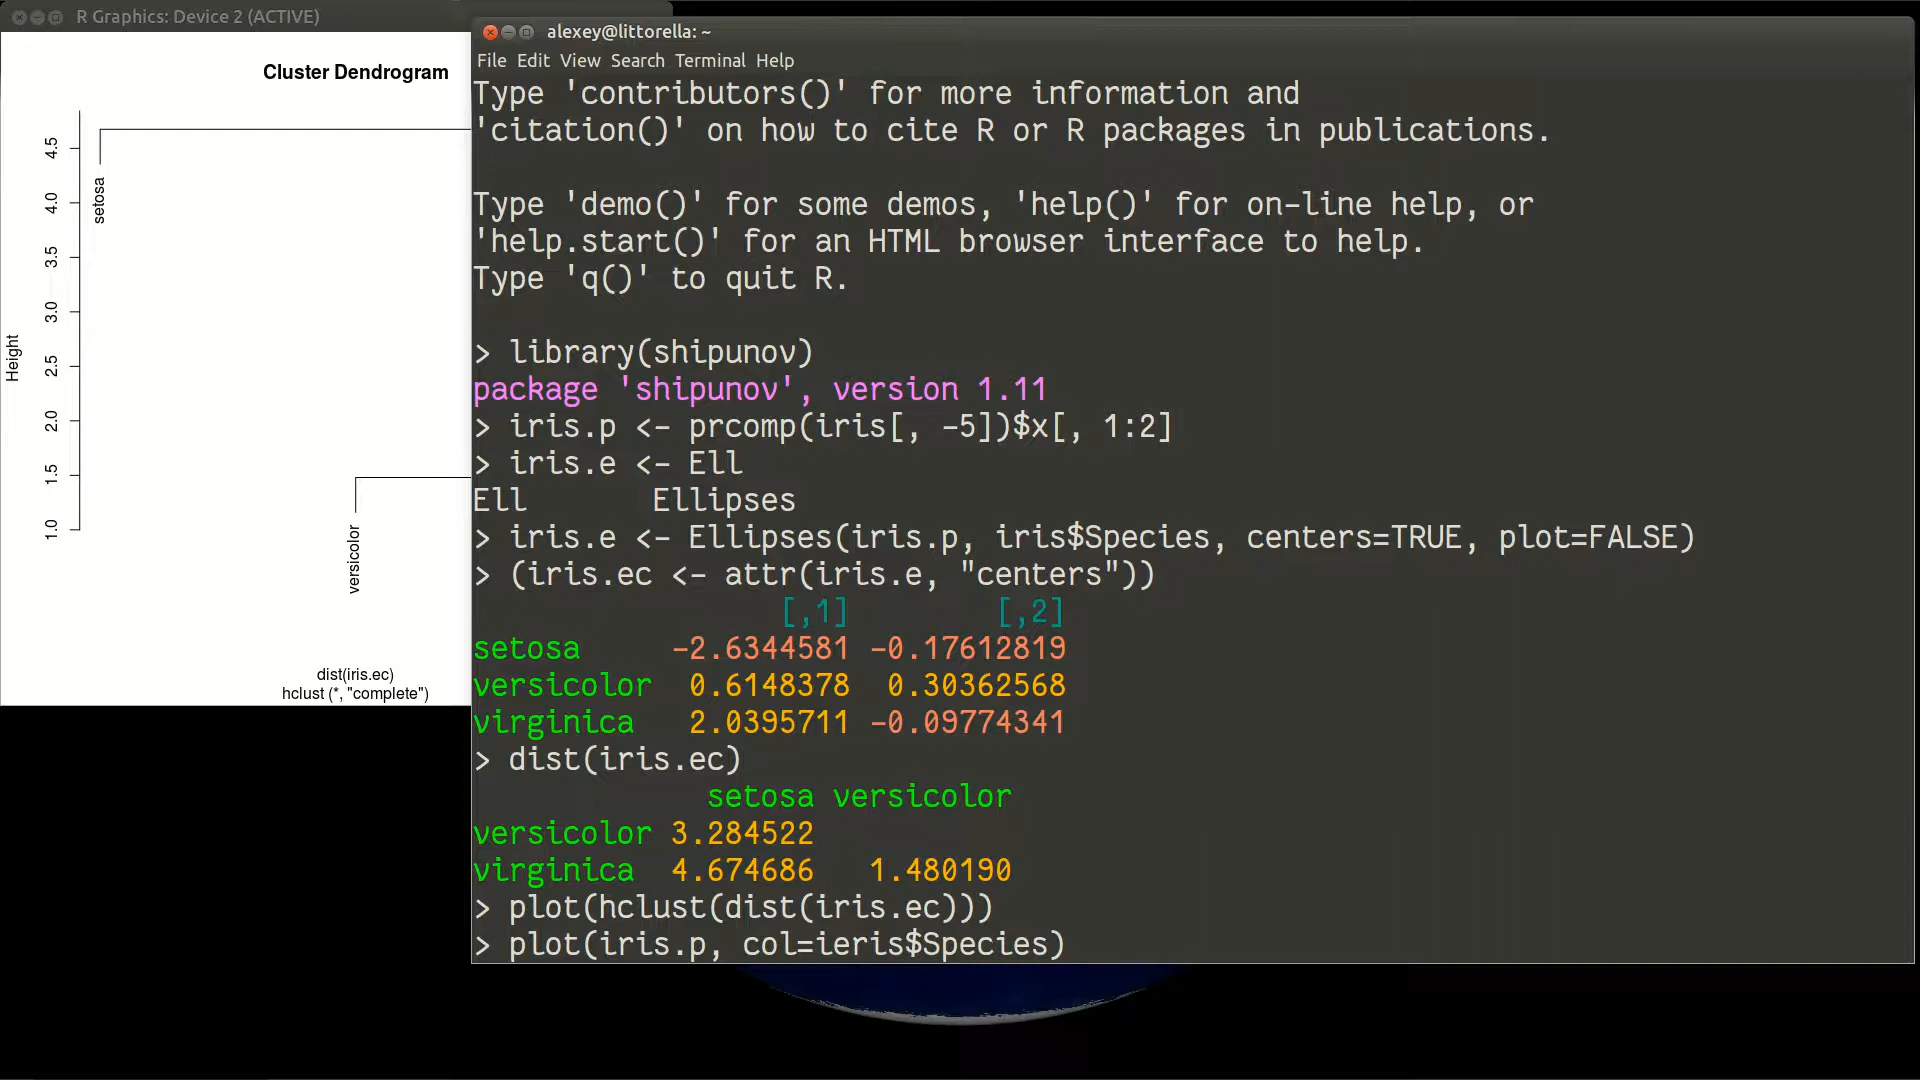 R Graphics: Device 2 (ACTIVE)
Cluster Dendrogram
4.5
4.0
3.5
3.0
2.5
2.0
1.5
1.0
Height
setosa
versicolor
dist(iris.ec)
hclust (*, "complete")
alexey@littorella: ~
File Edit View Search Terminal Help
Type 'contributors()' for more information and
'citation()' on how to cite R or R packages in publications.
Type 'demo()' for some demos, 'help()' for on-line help, or
'help.start()' for an HTML browser interface to help.
Type 'q()' to quit R.
> library(shipunov)
package 'shipunov', version 1.11
> iris.p <- prcomp(iris[, -5])$x[, 1:2]
> iris.e <- Ell
Ell Ellipses
> iris.e <- Ellipses(iris.p, iris$Species, centers=TRUE, plot=FALSE)
> (iris.ec <- attr(iris.e, "centers"))
[,1] [,2]
setosa -2.6344581 -0.17612819
versicolor 0.6148378 0.30362568
virginica 2.0395711 -0.09774341
> dist(iris.ec)
setosa versicolor
versicolor 3.284522
virginica 4.674686 1.480190
> plot(hclust(dist(iris.ec)))
> plot(iris.p, col=ieris$Species)